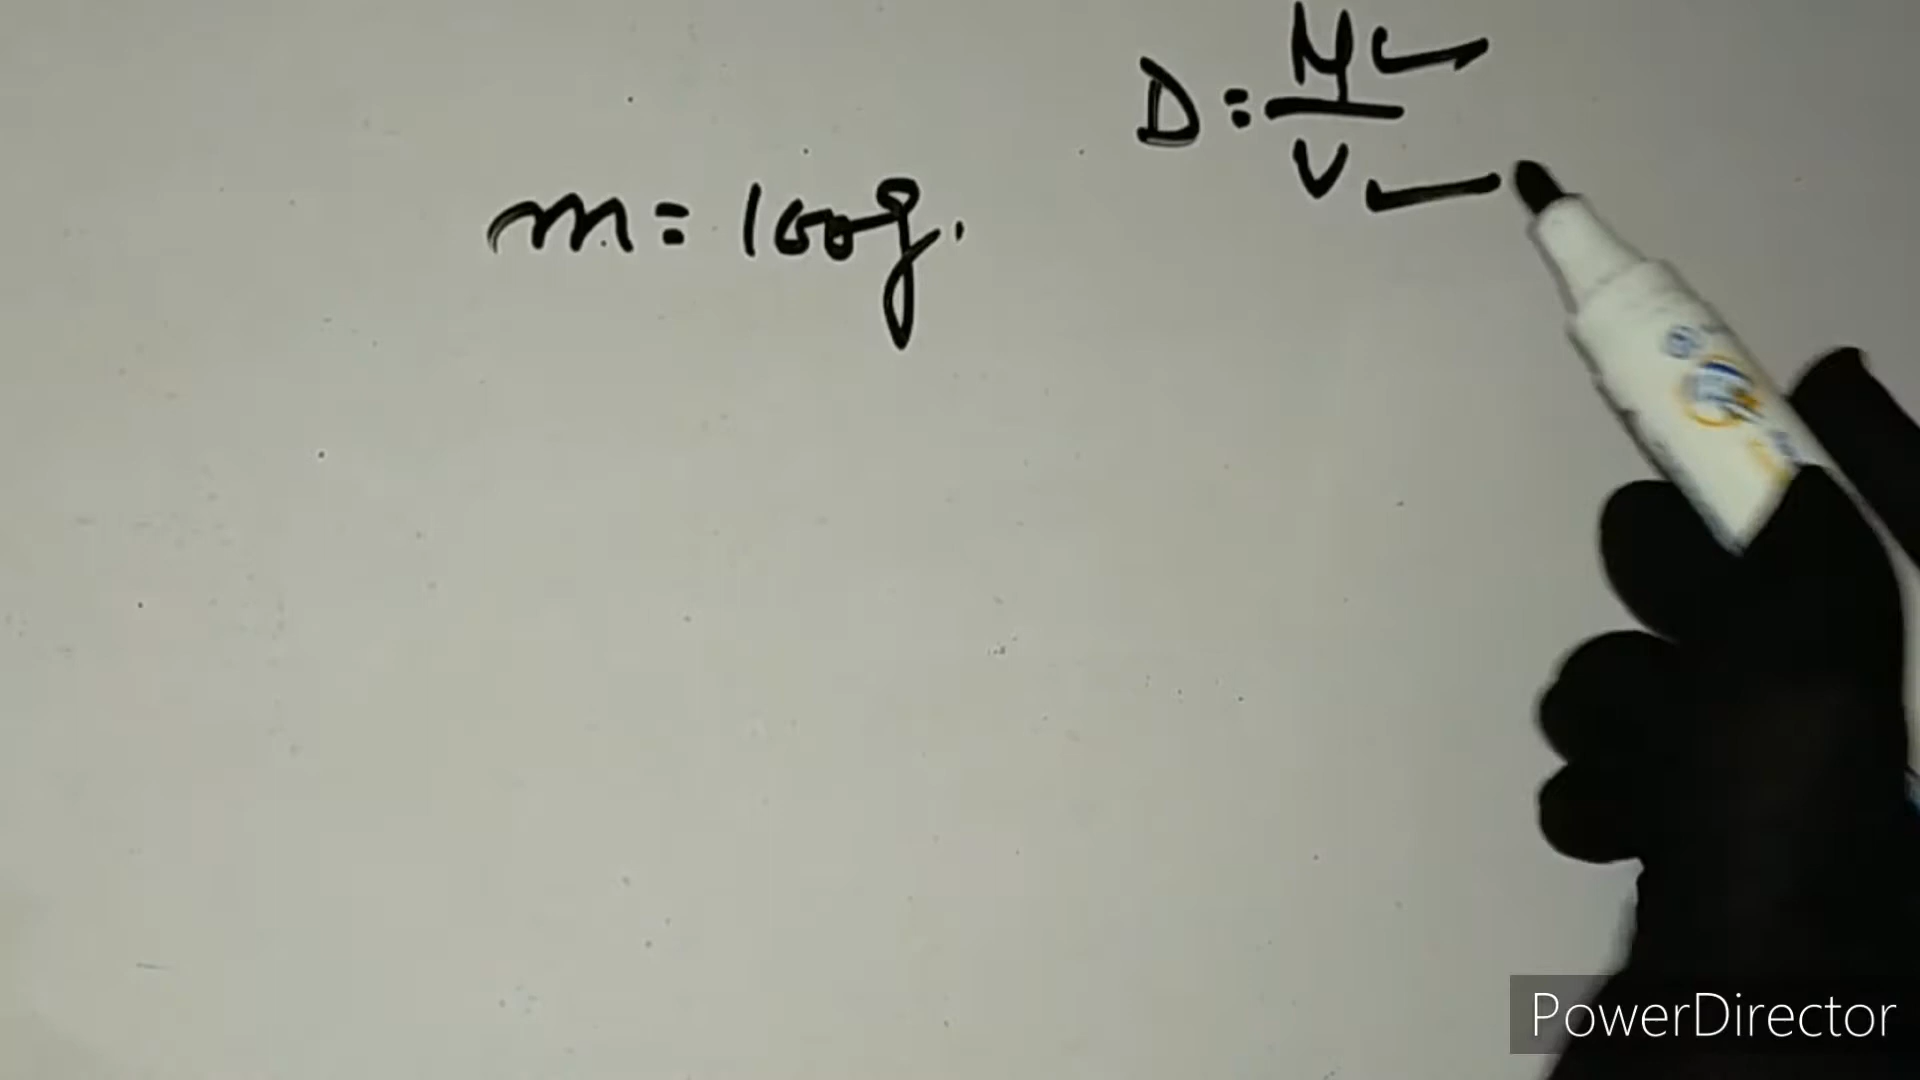 D = M
V
m = 100g.
PowerDirector